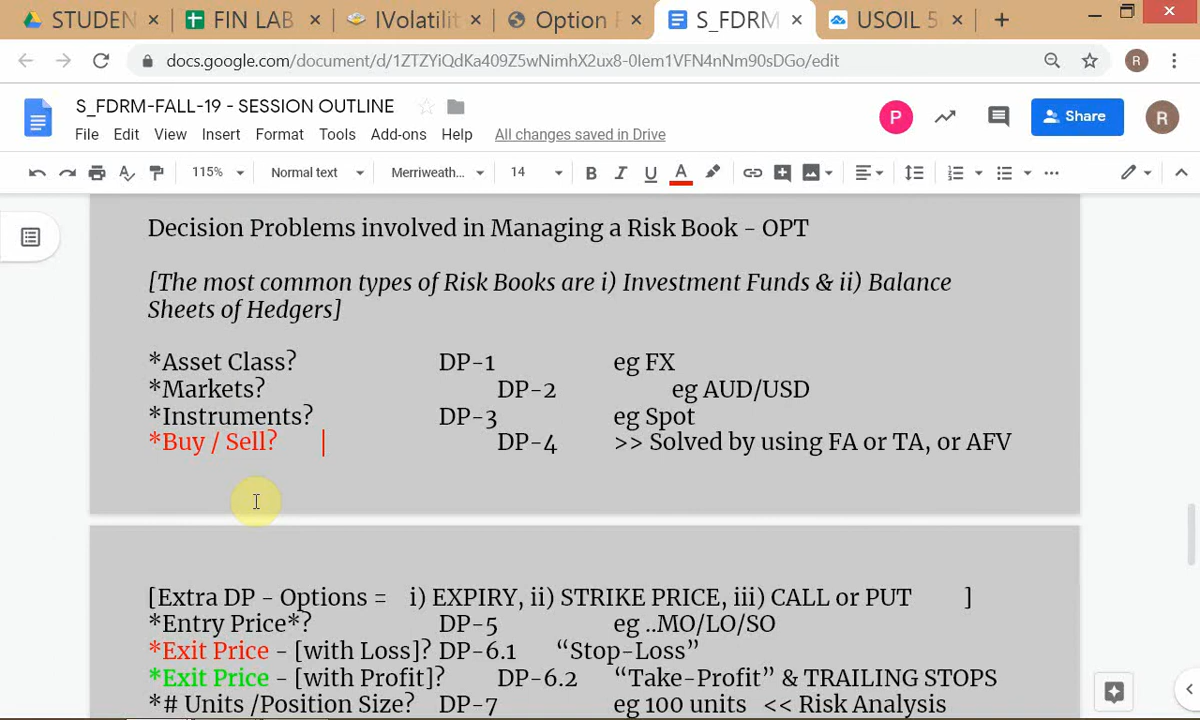 STUDEN
FIN LAB
IVolatilit
Option
S_FDRM
USOIL 5
docs.google.com/document/d/1ZTZYiQdKa409Z5wNimhX2ux8-0Iem1VFN4nNm90sDGo/edit
R
S_FDRM-FALL-19 - SESSION OUTLINE
P
Share
R
File Edit View Insert Format Tools Add-ons Help All changes saved in Drive
115% Normal text Merriweath... 14 B I U A
Decision Problems involved in Managing a Risk Book - OPT
[The most common types of Risk Books are i) Investment Funds & ii) Balance
Sheets of Hedgers]
*Asset Class? DP-1 eg FX
*Markets? DP-2 eg AUD/USD
*Instruments? DP-3 eg Spot
*Buy / Sell? DP-4 >> Solved by using FA or TA, or AFV
[Extra DP - Options = i) EXPIRY, ii) STRIKE PRICE, iii) CALL or PUT ]
*Entry Price*? DP-5 eg ..MO/LO/SO
*Exit Price - [with Loss]? DP-6.1 “Stop-Loss”
*Exit Price - [with Profit]? DP-6.2 “Take-Profit” & TRAILING STOPS
*# Units /Position Size? DP-7 eg 100 units << Risk Analysis